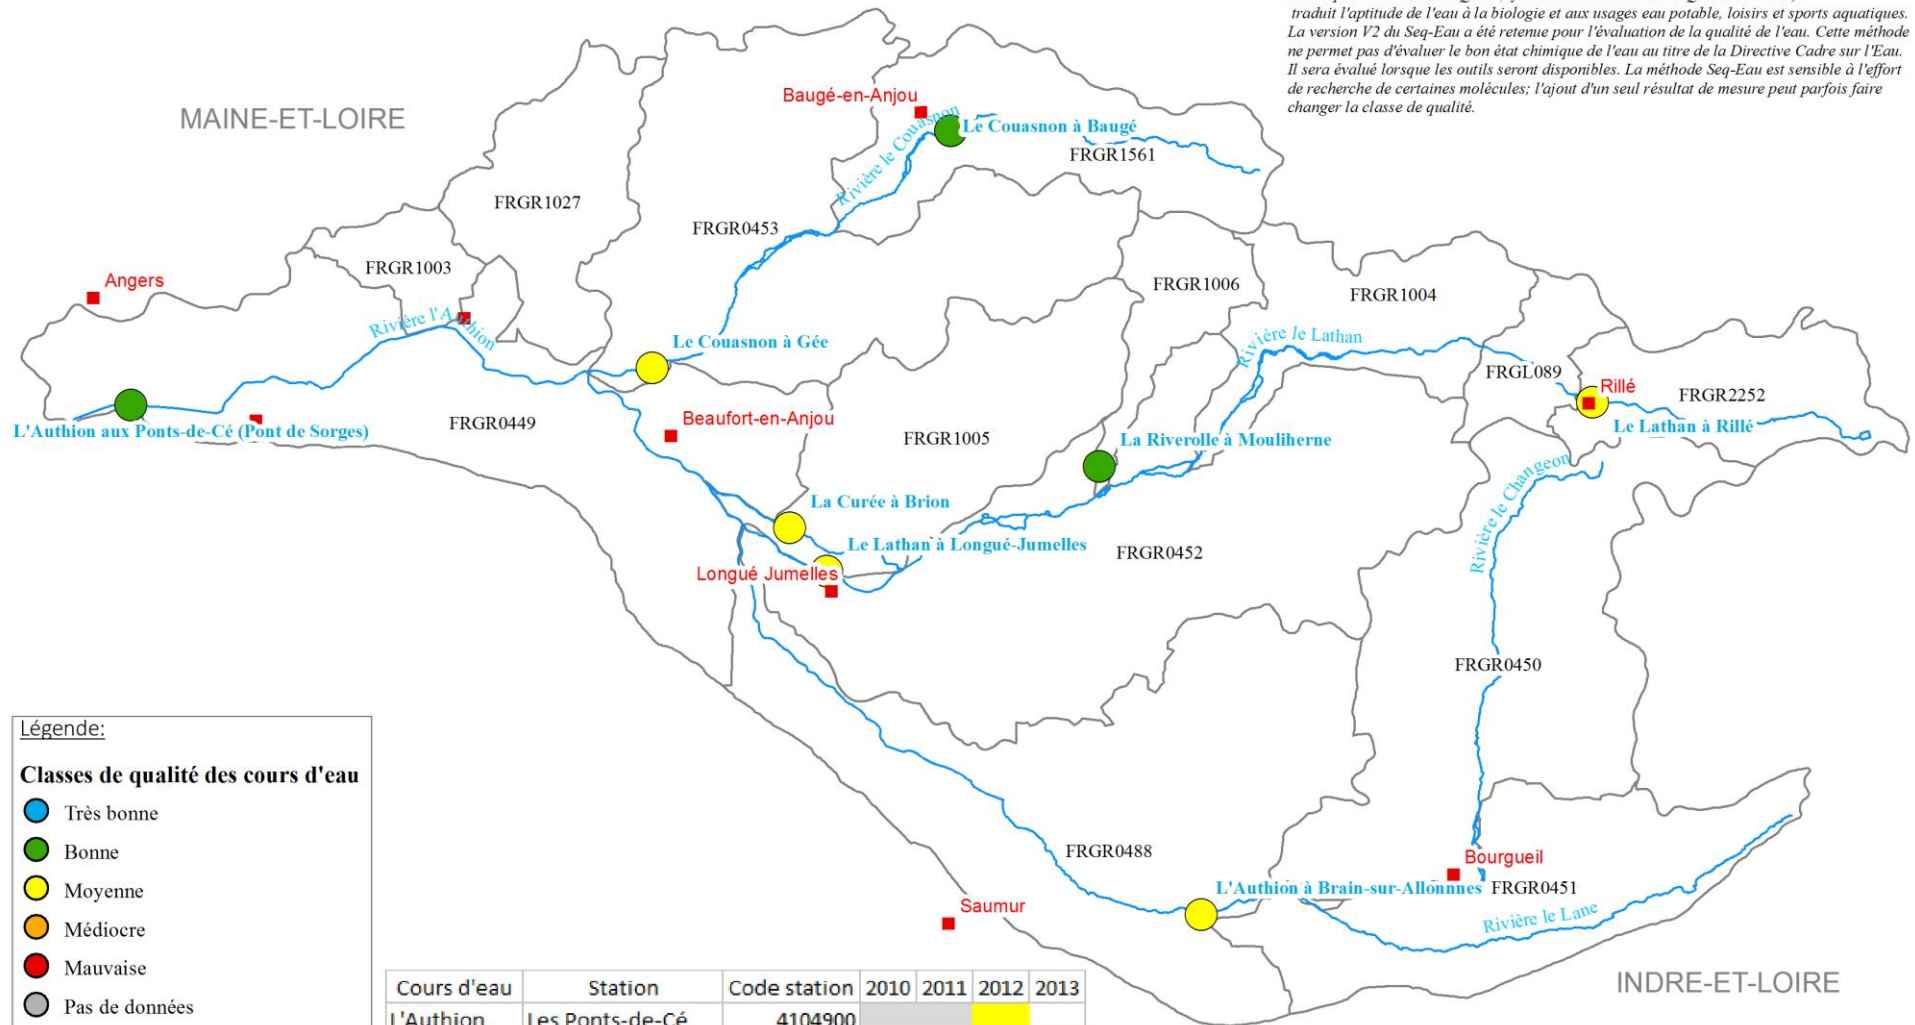 traduit l'aptitude de l'eau à la biologie et aux usages eau potable, loisirs et sports aquatiques.
La version V2 du Seq-Eau a été retenue pour l'évaluation de la qualité de l'eau. Cette méthode
ne permet pas d'évaluer le bon état chimique de l'eau au titre de la Directive Cadre sur l'Eau.
Il sera évalué lorsque les outils seront disponibles. La méthode Seq-Eau est sensible à l'effort
de recherche de certaines molécules; l'ajout d'un seul résultat de mesure peut parfois faire
changer la classe de qualité.
MAINE-ET-LOIRE
Baugé-en-Anjou
Rivière le Couasnon
Le Couasnon à Baugé
FRGR1561
FRGR1027
FRGR0453
FRGR1003
Angers
FRGR1006
FRGR1004
Rivière l'Authion
Rivière le Lathan
Le Couasnon à Gée
FRGL089
Rillé
FRGR2252
Beaufort-en-Anjou
FRGR0449
L'Authion aux Ponts-de-Cé (Pont de Sorges)
FRGR1005
La Riverolle à Mouliherne
Le Lathan à Rillé
Rivière le Changeon
La Curée à Brion
Le Lathan à Longué-Jumelles
FRGR0452
Longué Jumelles
FRGR0450
FRGR0488
Bourgueil
L'Authion à Brain-sur-Allonnnes
FRGR0451
Saumur
Rivière le Lane
INDRE-ET-LOIRE
Légende:
Classes de qualité des cours d'eau
Très bonne
Bonne
Moyenne
Médiocre
Mauvaise
Pas de données
Cours d'eau Station Code station 2010 2011 2012 2013
L'Authion Les Ponts-de-Cé 4104900